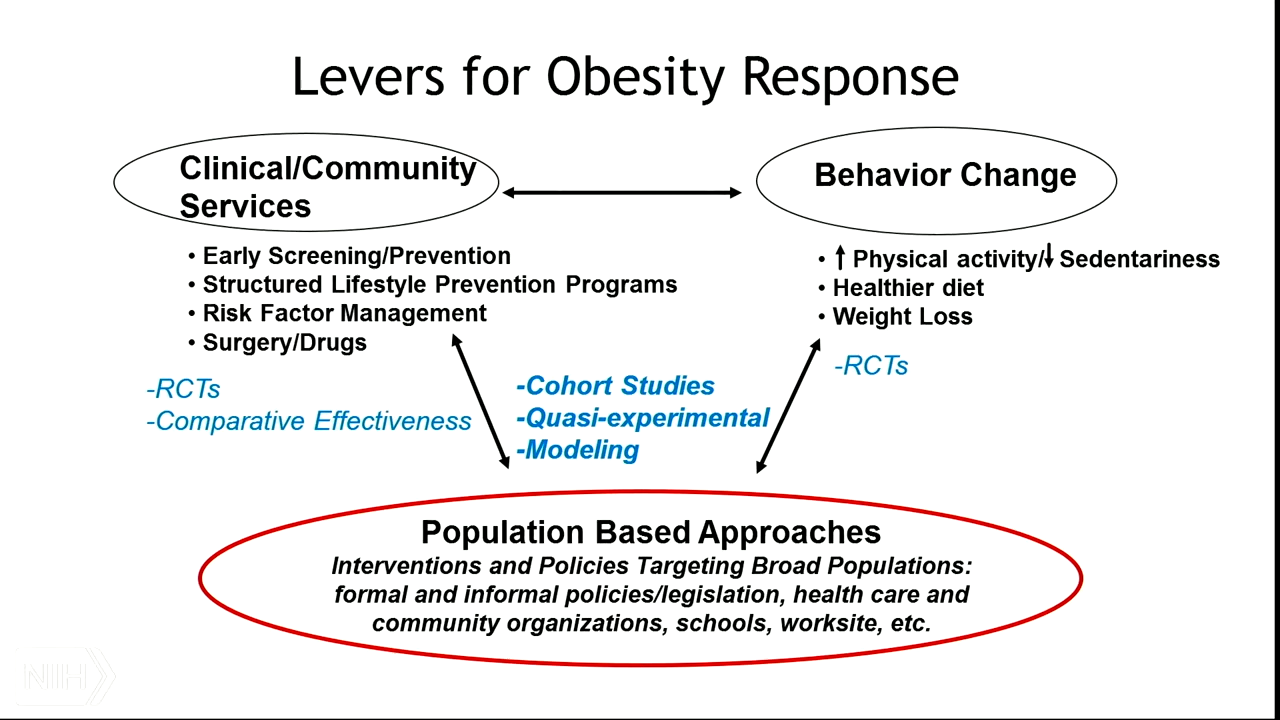 Levers for Obesity Response
Clinical/Community
Services
• Early Screening/Prevention
• Structured Lifestyle Prevention Programs
• Risk Factor Management
• Surgery/Drugs
-RCTs
-Comparative Effectiveness
Behavior Change
• ↑ Physical activity/↓ Sedentariness
• Healthier diet
• Weight Loss
-RCTs
-Cohort Studies
-Quasi-experimental
-Modeling
Population Based Approaches
Interventions and Policies Targeting Broad Populations:
formal and informal policies/legislation, health care and
community organizations, schools, worksite, etc.
NIH